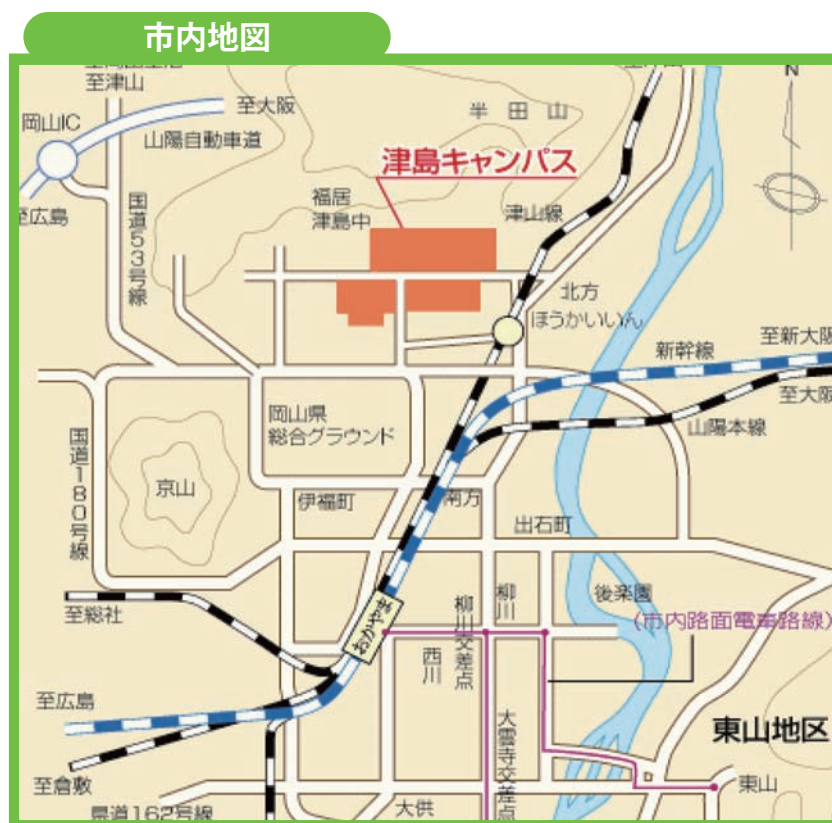 市内地図
至津山
至大阪
N
岡山IC
半田山
山陽自動車道
津島キャンパス
福居
津島中
国道53号線
至広島
津山線
北方
ほうかいいん
至新大阪
新幹線
至大阪
岡山県
総合グラウンド
山陽本線
国道180号線
京山
伊福町
南方
出石町
至総社
柳川
後楽園
柳川交差点
おかやま
(市内路面電車路線)
西川
至広島
大雲寺交差点
東山地区
至倉敷
東山
県道162号線
大供